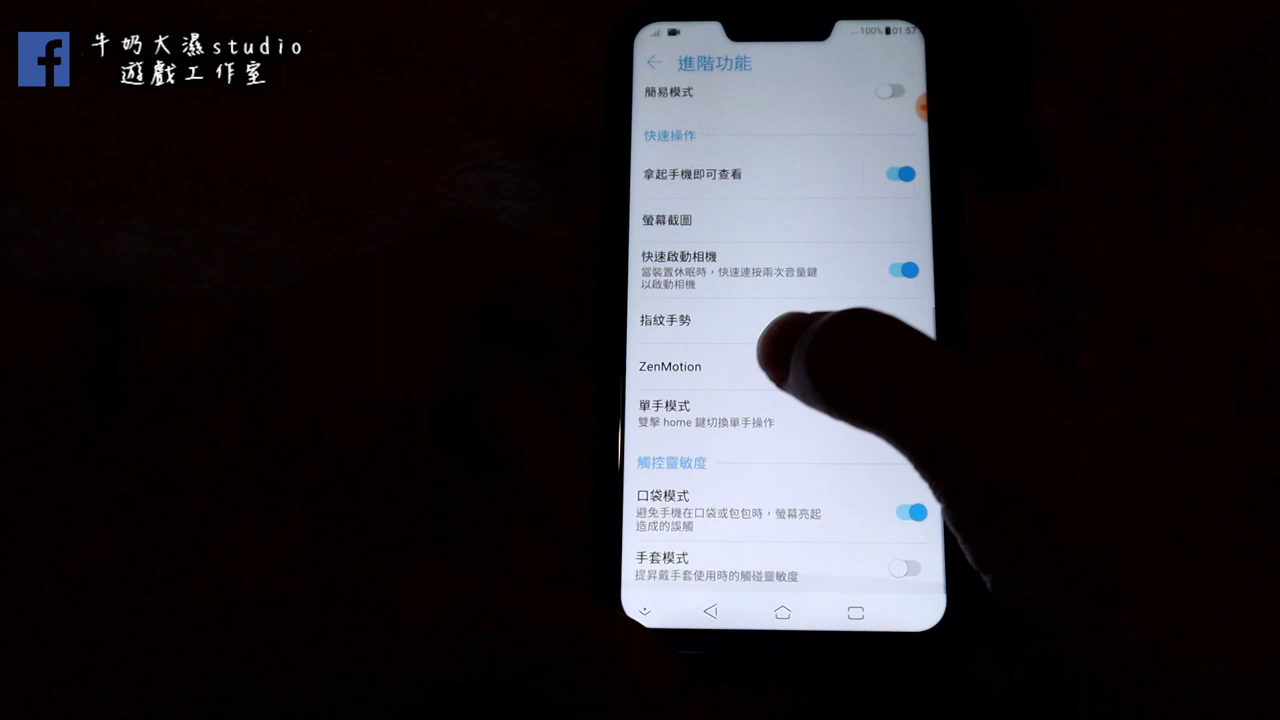 牛奶大濕studio
遊戲工作室
100% 01:57
進階功能
簡易模式
快速操作
拿起手機即可查看
螢幕截圖
快速啟動相機
當裝置休眠時，快速連按兩次音量鍵
以啟動相機
指紋手勢
ZenMotion
單手模式
雙擊 home 鍵切換單手操作
觸控靈敏度
口袋模式
避免手機在口袋或包包時，螢幕亮起
造成的誤觸
手套模式
提昇戴手套使用時的觸碰靈敏度